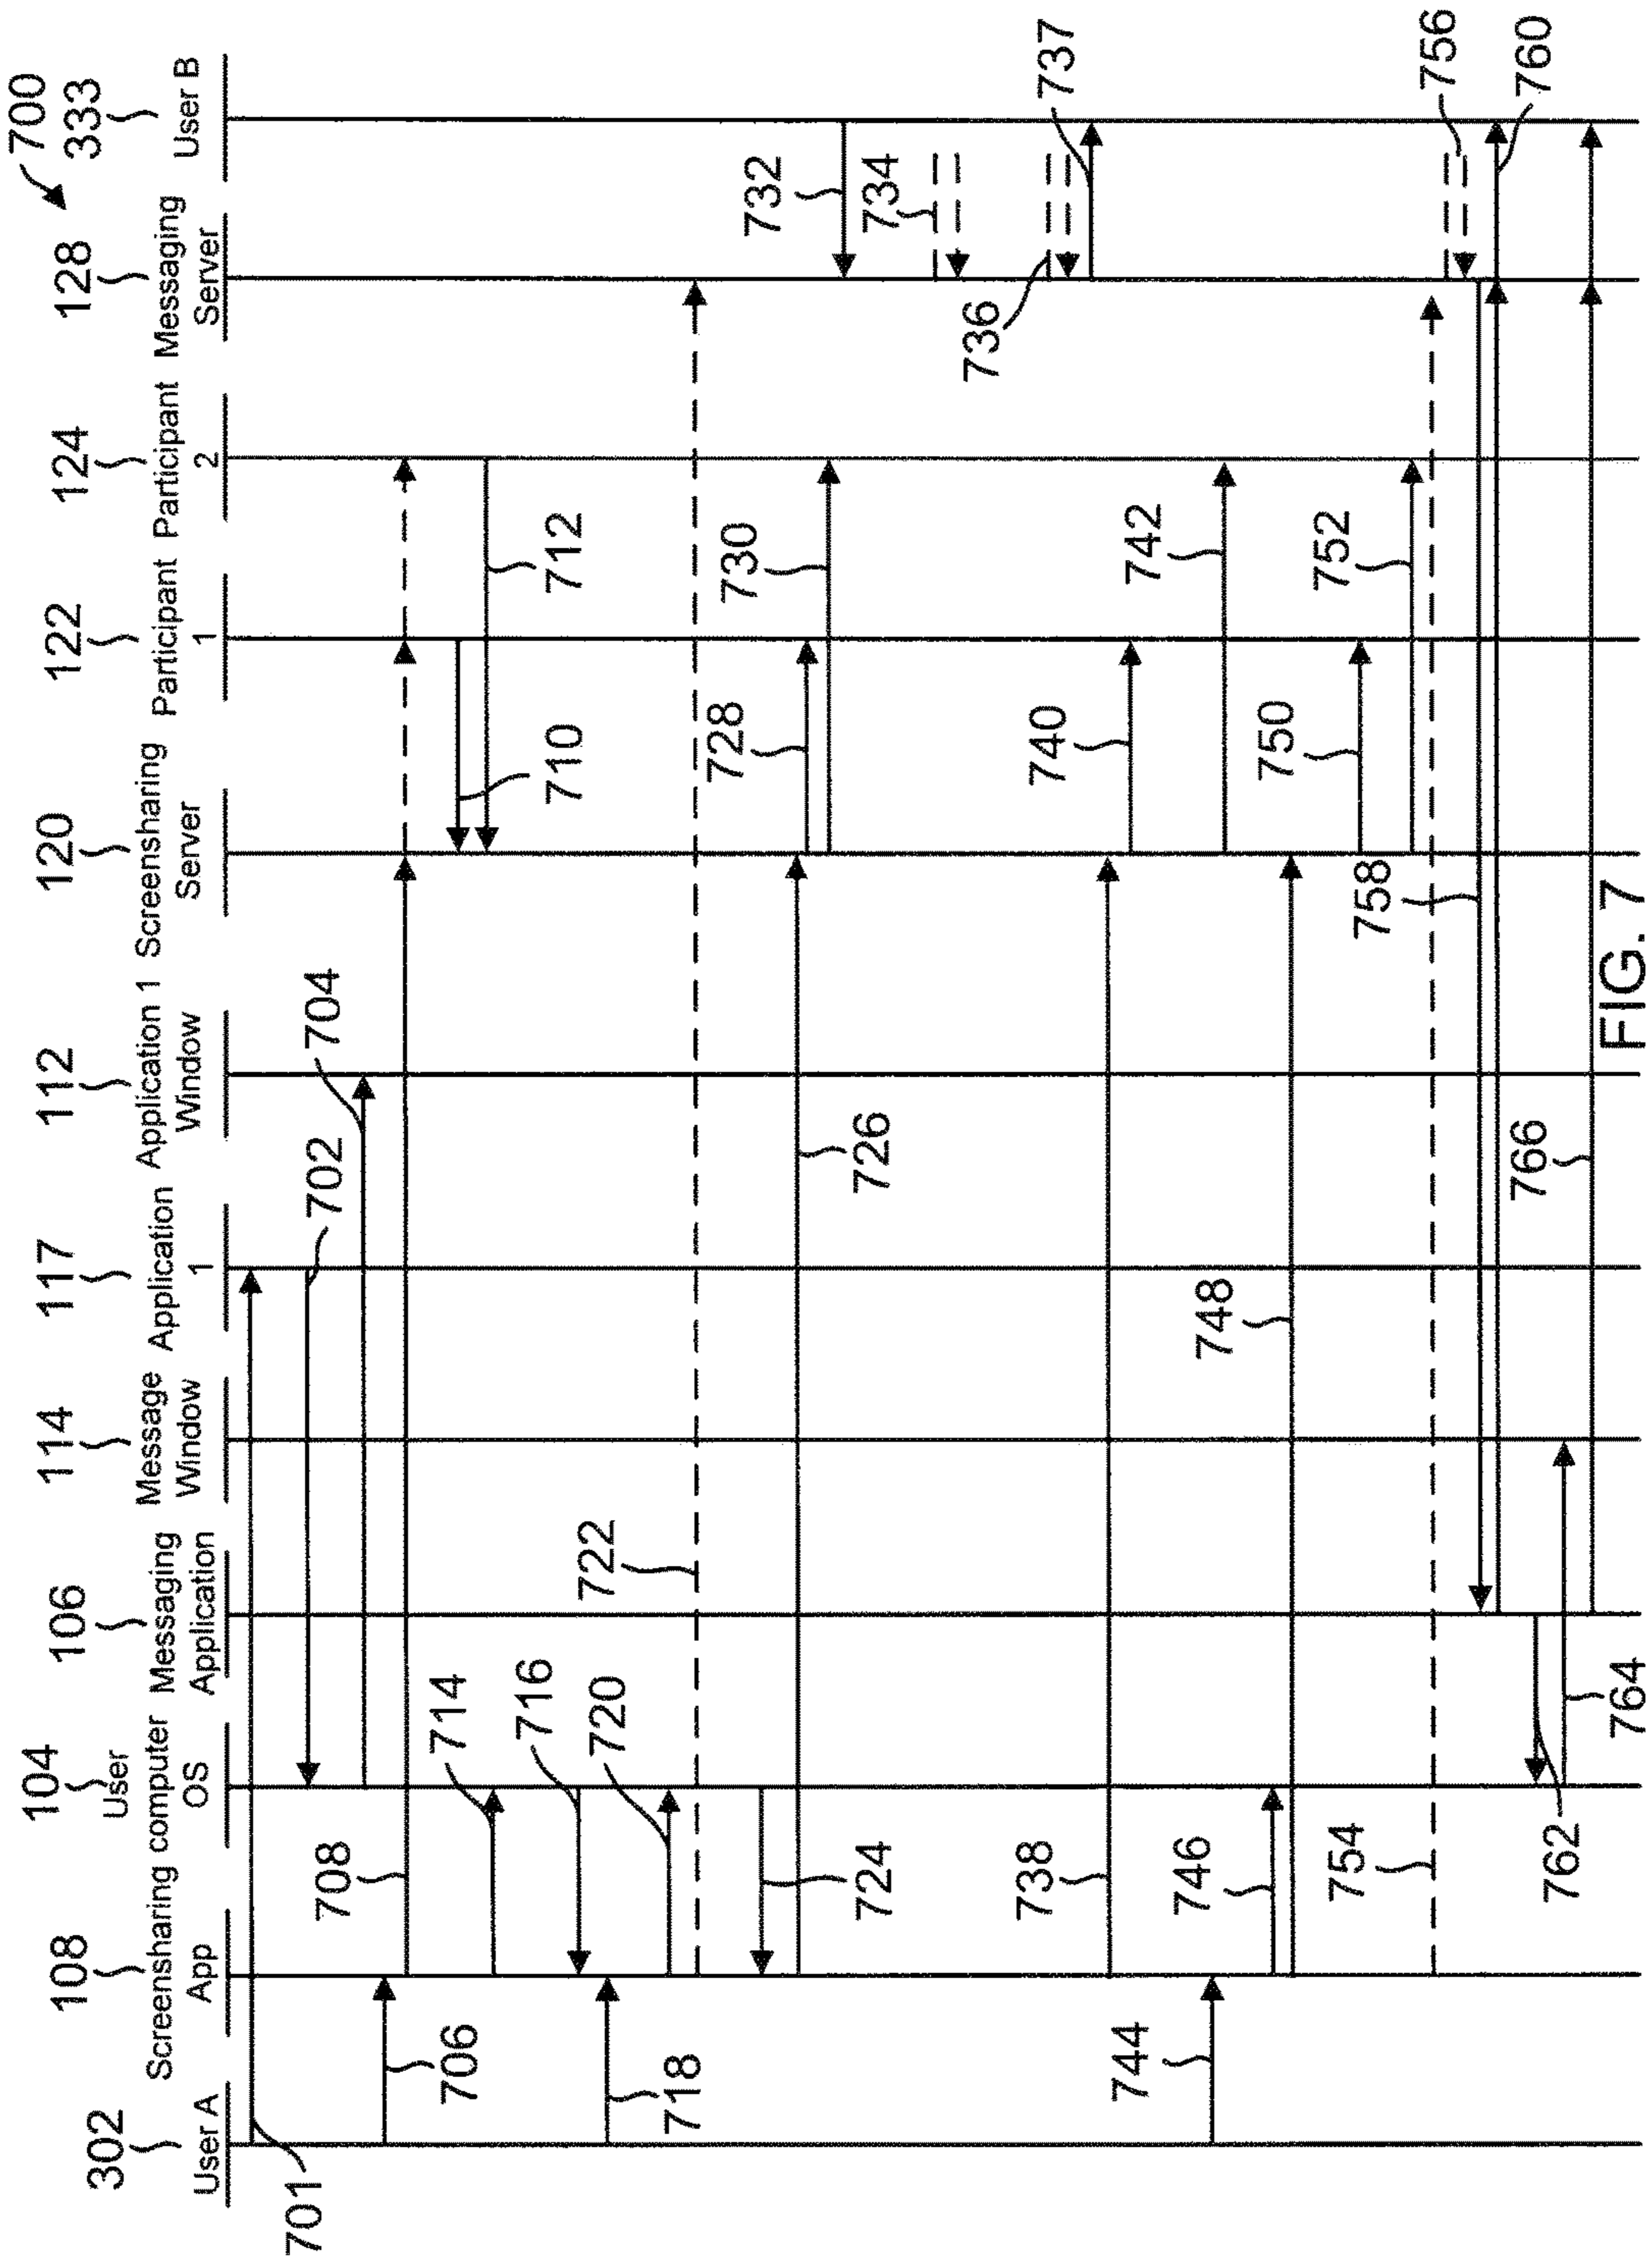 700
302
108
104
106
114
117
112
120
122
124
128
333
User A
Screensharing computer
App
User
OS
Messaging
Application
Message
Window
Application
1
Application 1
Window
Screensharing
Server
Participant
1
Participant
2
Messaging
Server
User B
701
702
704
706
708
710
712
714
716
718
720
722
724
726
728
730
732
734
736
737
738
740
742
744
746
748
750
752
754
756
758
760
762
764
766
FIG. 7